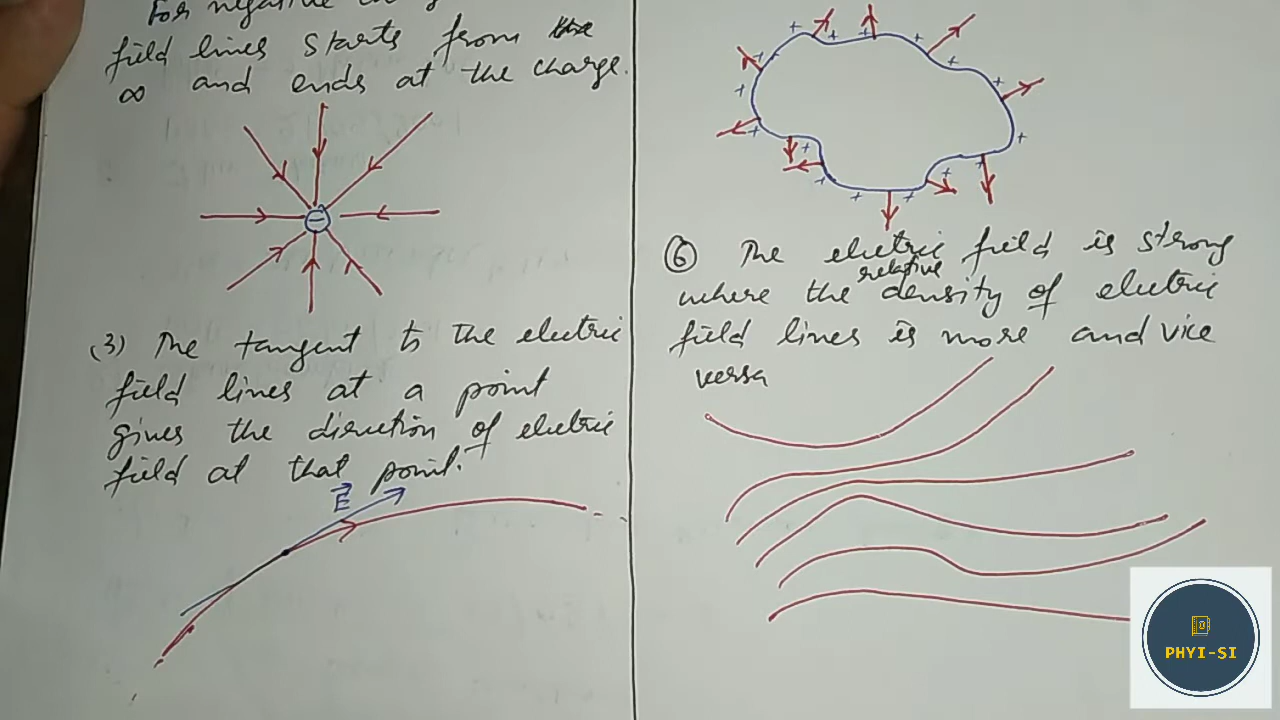 For negative
field lines starts from the
∞ and ends at the charge.
(3) The tangent to the electric
field lines at a point
gives the direction of electric
field at that point.
E
⑥ The electric field is strong
relative
where the density of electric
field lines is more and vice
versa
PHYI-SI